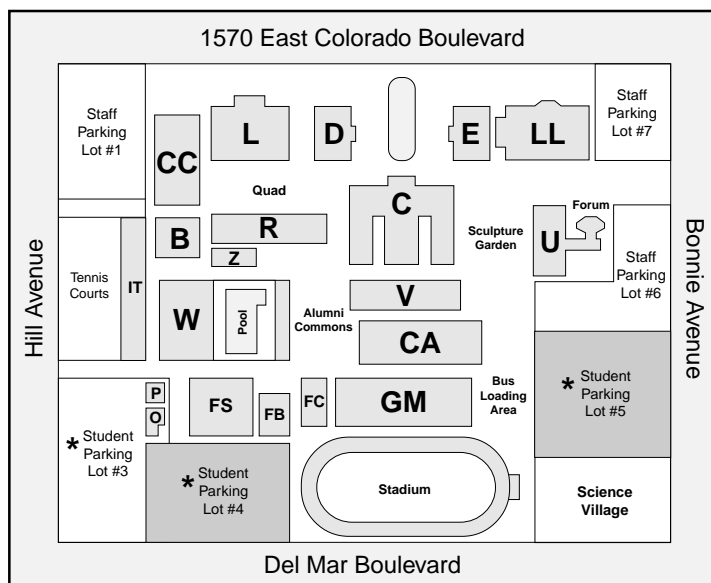 1570 East Colorado Boulevard
Staff
Parking
Lot #1
CC
L
D
E
LL
Staff
Parking
Lot #7
Quad
C
Sculpture
Garden
Forum
U
Staff
Parking
Lot #6
B
R
Z
Hill Avenue
Bonnie Avenue
Tennis
Courts
IT
W
Pool
Alumni
Commons
V
CA
P
O
FS
FB
FC
GM
Bus
Loading
Area
* Student
Parking
Lot #5
* Student
Parking
Lot #3
* Student
Parking
Lot #4
Stadium
Science
Village
Del Mar Boulevard